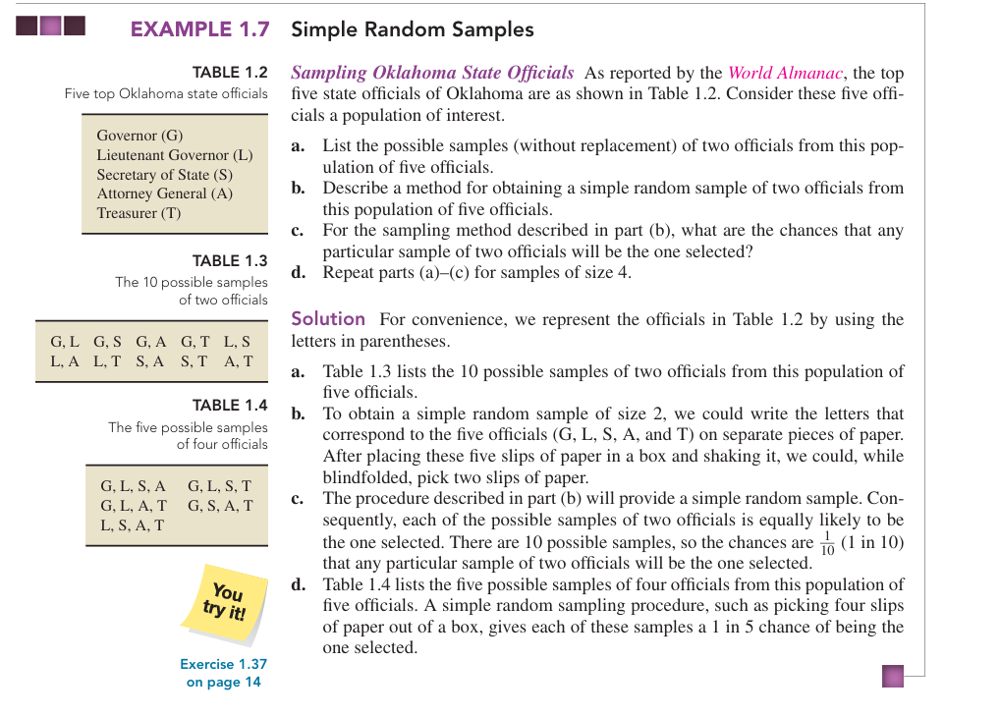 EXAMPLE 1.7 Simple Random Samples
TABLE 1.2
Five top Oklahoma state officials
Governor (G)
Lieutenant Governor (L)
Secretary of State (S)
Attorney General (A)
Treasurer (T)
TABLE 1.3
The 10 possible samples
of two officials
G, L G, S G, A G, T L, S
L, A L, T S, A S, T A, T
TABLE 1.4
The five possible samples
of four officials
G, L, S, A G, L, S, T
G, L, A, T G, S, A, T
L, S, A, T
You
try it!
Exercise 1.37
on page 14
Sampling Oklahoma State Officials As reported by the World Almanac, the top
five state officials of Oklahoma are as shown in Table 1.2. Consider these five offi-
cials a population of interest.
a. List the possible samples (without replacement) of two officials from this pop-
ulation of five officials.
b. Describe a method for obtaining a simple random sample of two officials from
this population of five officials.
c. For the sampling method described in part (b), what are the chances that any
particular sample of two officials will be the one selected?
d. Repeat parts (a)–(c) for samples of size 4.
Solution For convenience, we represent the officials in Table 1.2 by using the
letters in parentheses.
a. Table 1.3 lists the 10 possible samples of two officials from this population of
five officials.
b. To obtain a simple random sample of size 2, we could write the letters that
correspond to the five officials (G, L, S, A, and T) on separate pieces of paper.
After placing these five slips of paper in a box and shaking it, we could, while
blindfolded, pick two slips of paper.
c. The procedure described in part (b) will provide a simple random sample. Con-
sequently, each of the possible samples of two officials is equally likely to be
the one selected. There are 10 possible samples, so the chances are 1/10 (1 in 10)
that any particular sample of two officials will be the one selected.
d. Table 1.4 lists the five possible samples of four officials from this population of
five officials. A simple random sampling procedure, such as picking four slips
of paper out of a box, gives each of these samples a 1 in 5 chance of being the
one selected.